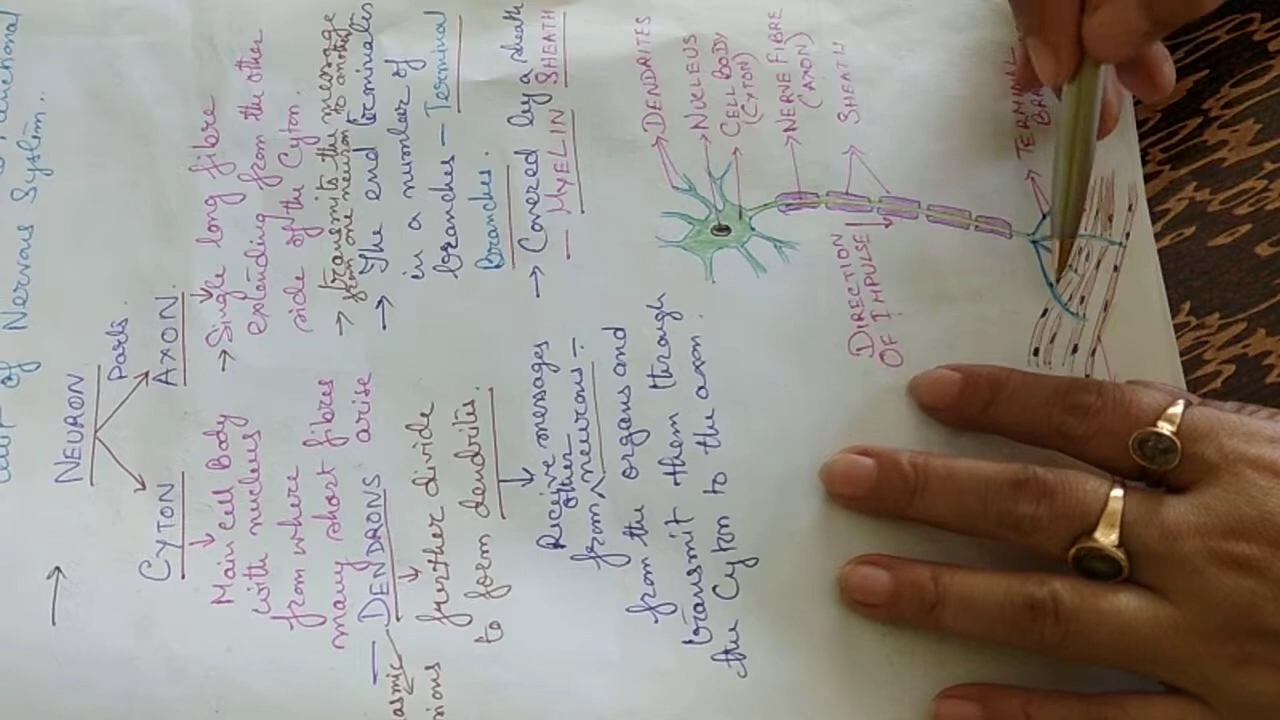 of Nervous System..
NEURON
Parts
CYTON
AXON.
Main Cell Body
with nucleus
from where
many short fibres
— DENDRONS arise
further divide
to form dendrites.
Receive messages
other
from ^ neurons -
from the organs and
transmit them through
the Cyton to the axon.
→ Single long fibre
extending from the other
side of the Cyton.
→ transmits the message
from one neuron to another
→ The end terminates
in a number of
branches - Terminal
Branches.
→ Covered by a sheath
— MYELIN SHEATH
DENDRITES
NUCLEUS
CELL BODY
(CYTON)
NERVE FIBRE
(AXON)
SHEATH
DIRECTION
OF IMPULSE
TERMINAL